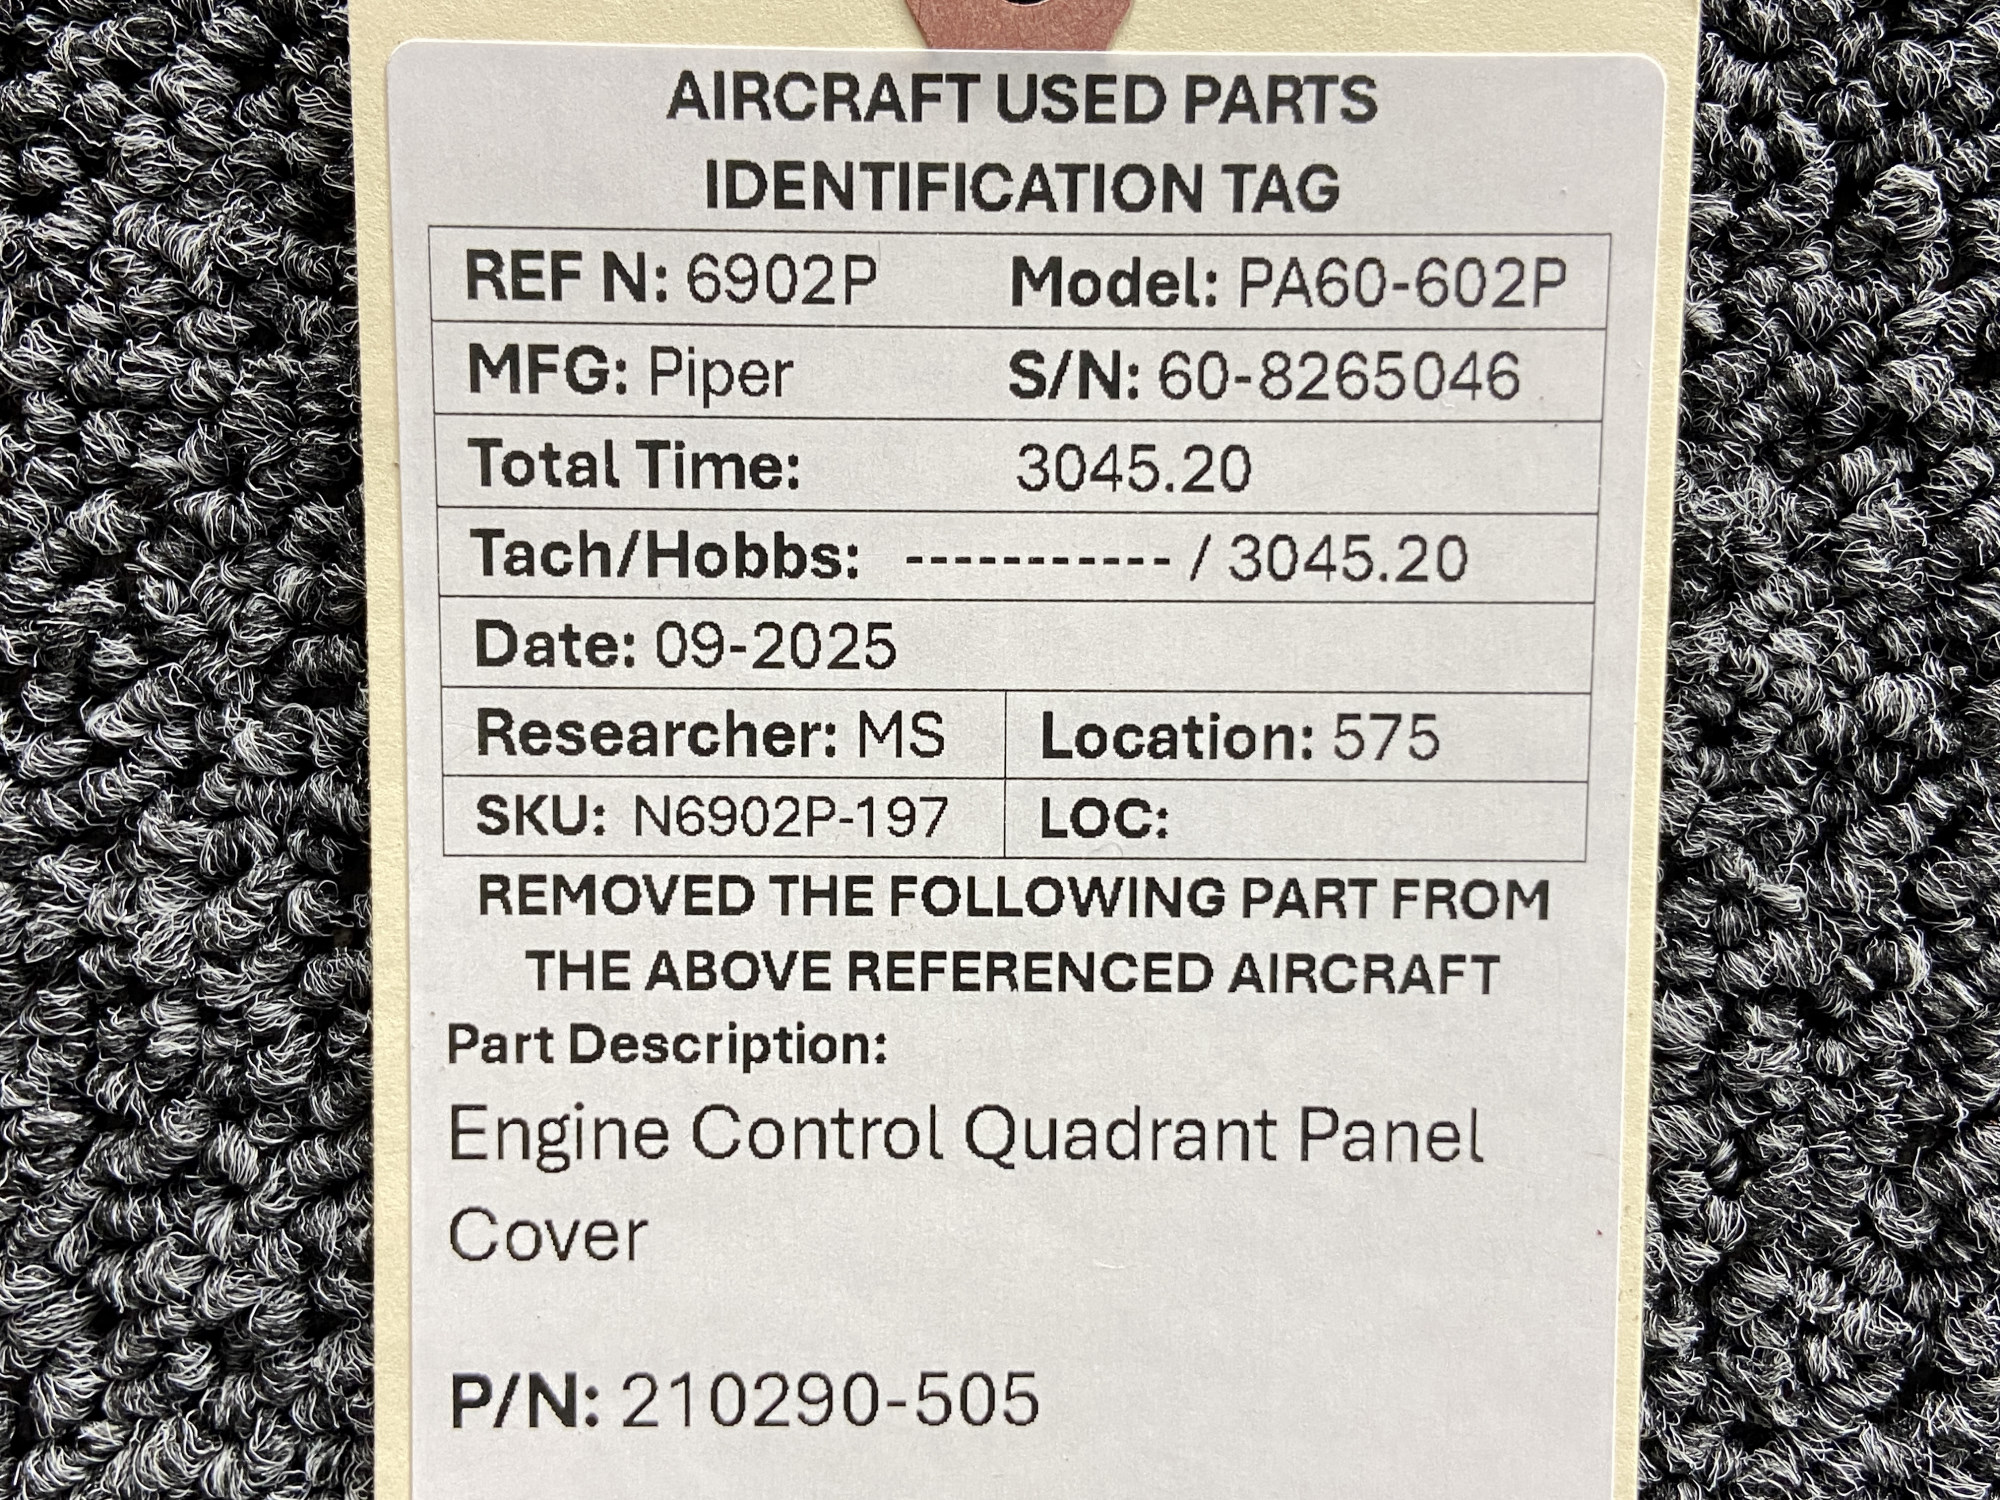 AIRCRAFT USED PARTS
IDENTIFICATION TAG
REF N: 6902P Model: PA60-602P
MFG: Piper S/N: 60-8265046
Total Time: 3045.20
Tach/Hobbs: ----------- / 3045.20
Date: 09-2025
Researcher: MS Location: 575
SKU: N6902P-197 LOC:
REMOVED THE FOLLOWING PART FROM
THE ABOVE REFERENCED AIRCRAFT
Part Description:
Engine Control Quadrant Panel
Cover
P/N: 210290-505